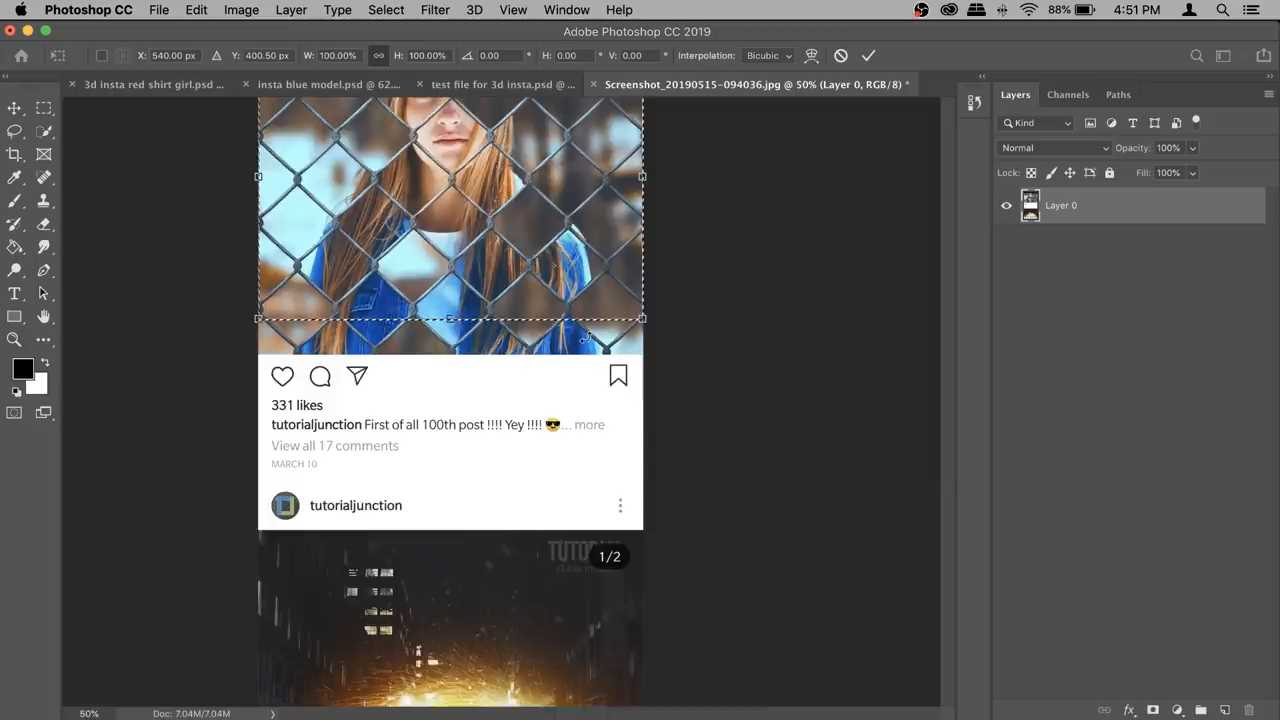 Photoshop CC File Edit Image Layer Type Select Filter 3D View Window Help 88% 4:51 PM
Adobe Photoshop CC 2019
X: 540.00 px Y: 400.50 px W: 100.00% H: 100.00% 0.00 ° H: 0.00 ° V: 0.00 ° Interpolation: Bicubic
3d insta red shirt girl.psd ... insta blue model.psd @ 62.... test file for 3d insta.psd @ ... Screenshot_20190515-094036.jpg @ 50% (Layer 0, RGB/8) *
Layers Channels Paths
Kind
Normal Opacity: 100%
Lock: Fill: 100%
Layer 0
331 likes
tutorialjunction First of all 100th post !!!! Yey !!!! 😎... more
View all 17 comments
MARCH 10
tutorialjunction
1/2
50% Doc: 7.04M/7.04M